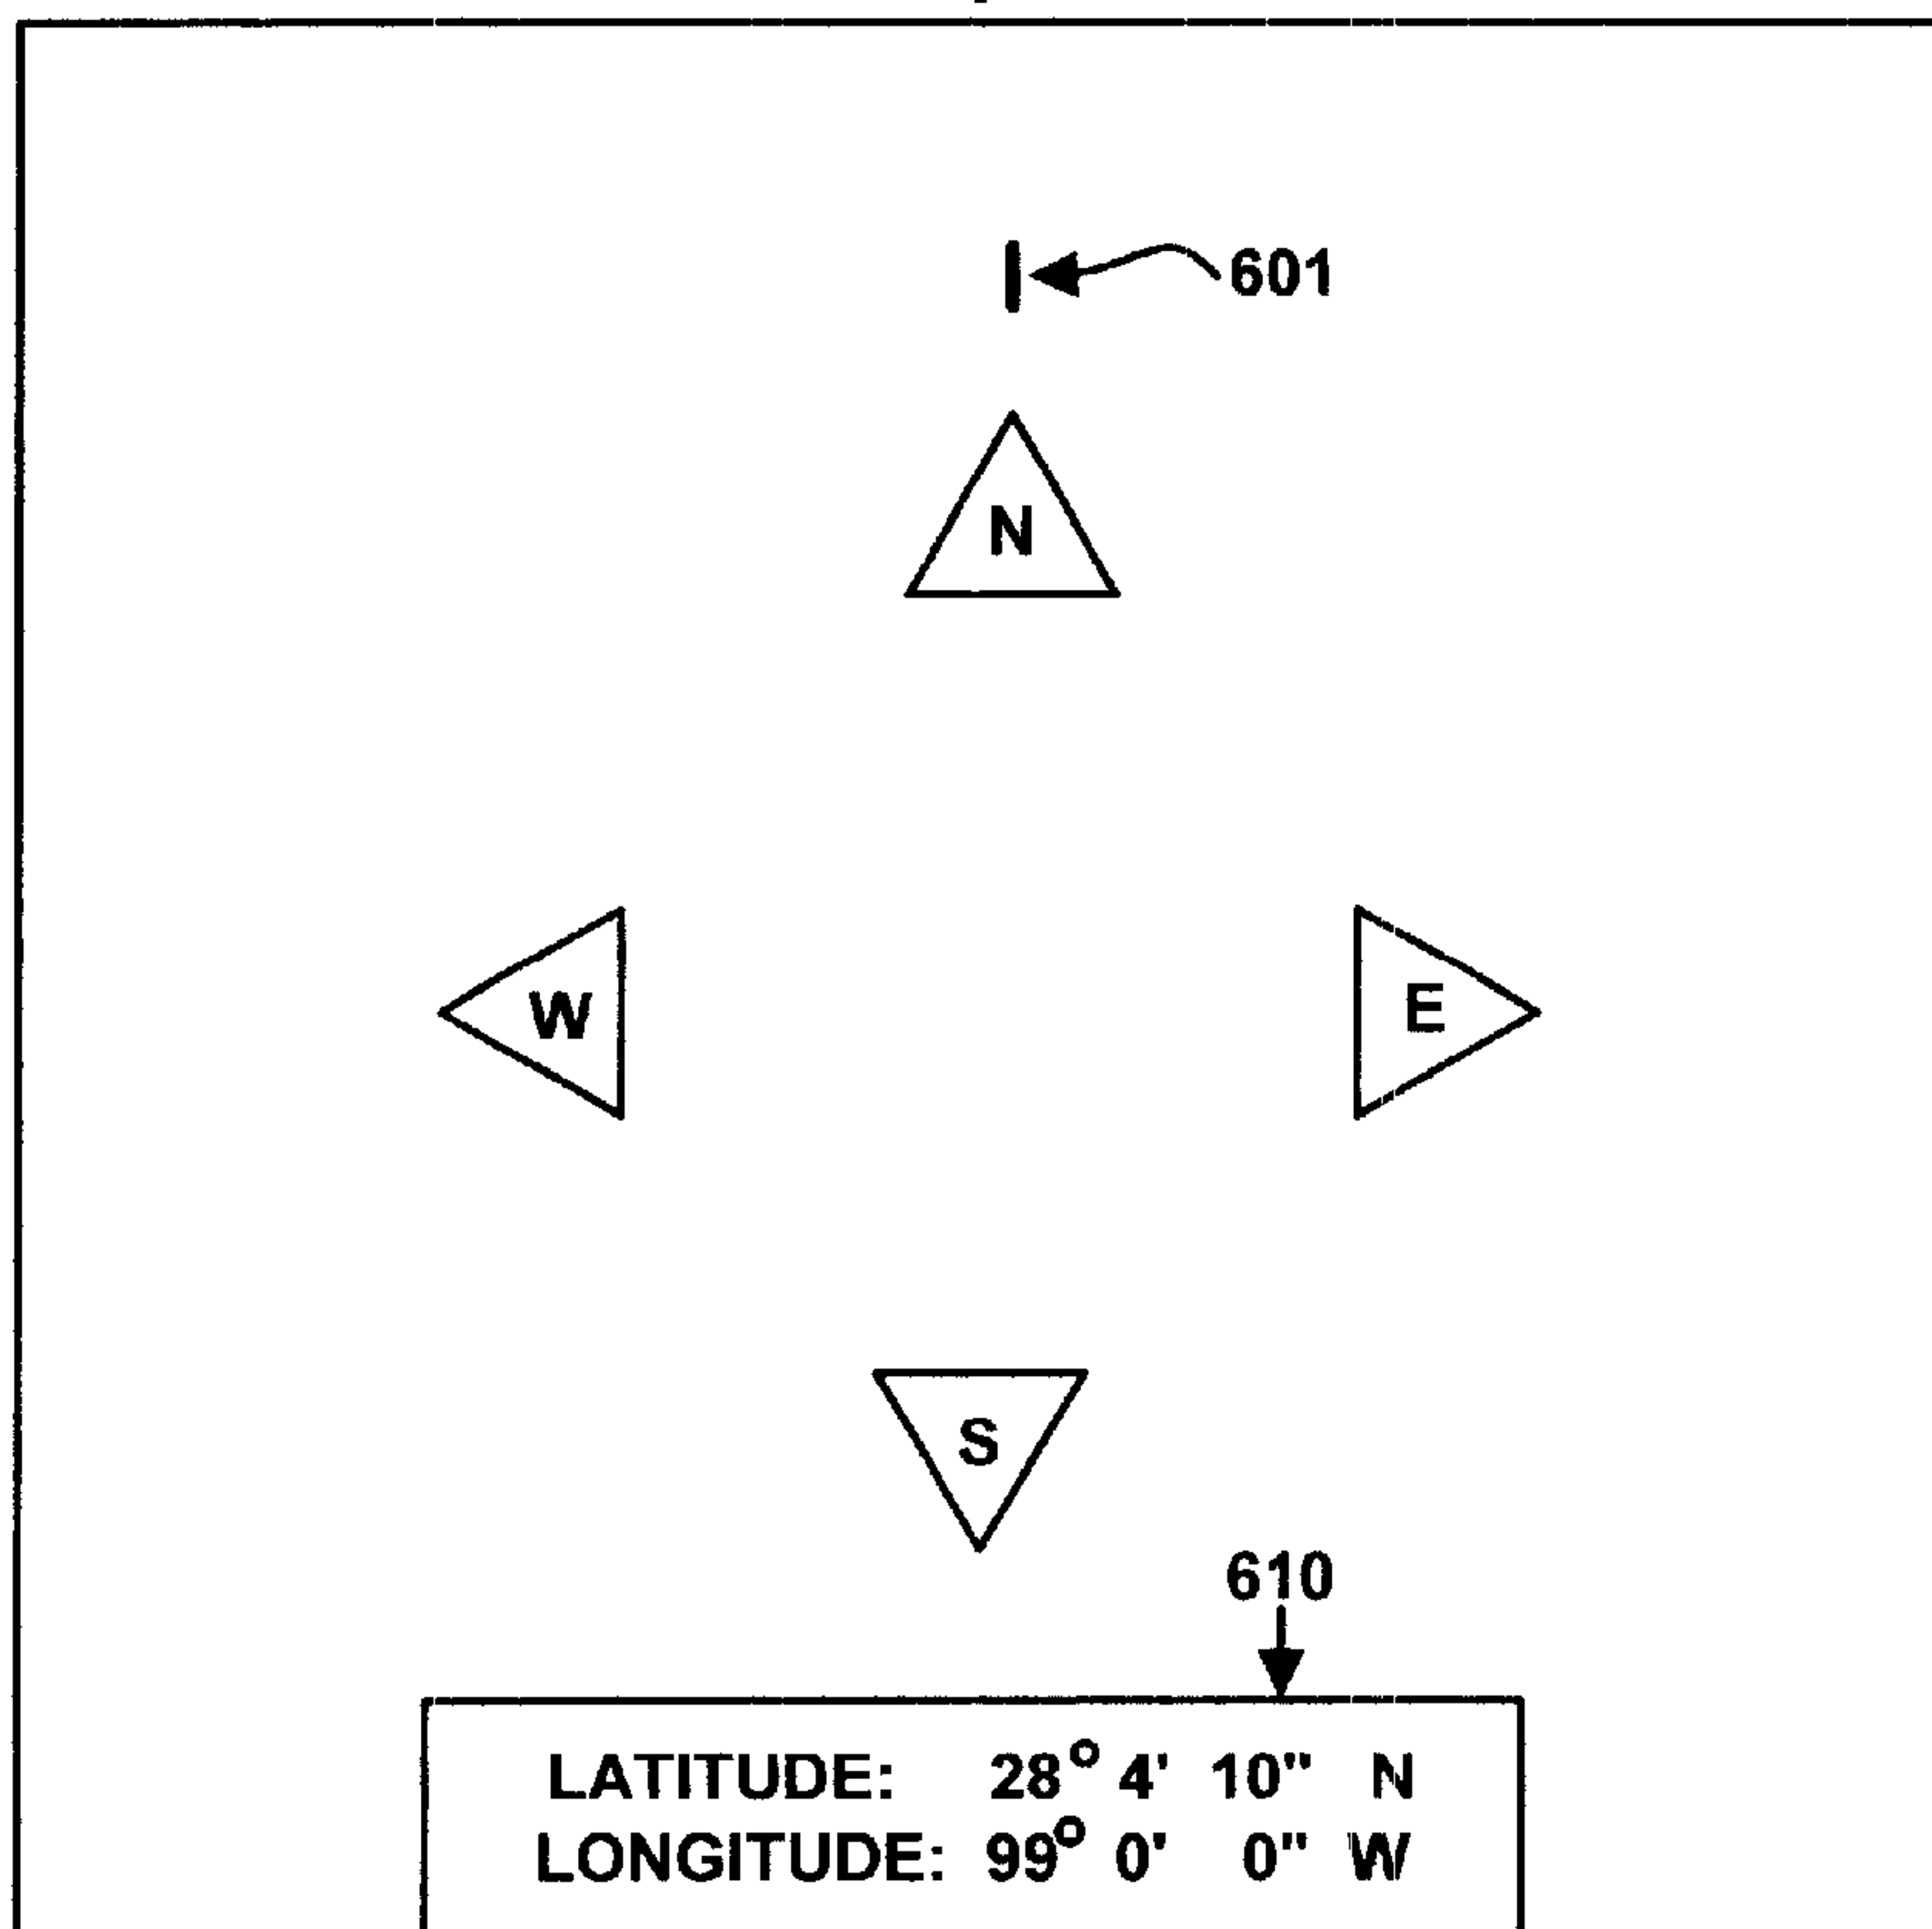 601
N
W
E
S
610
LATITUDE: 28° 4' 10" N
LONGITUDE: 99° 0' 0" W